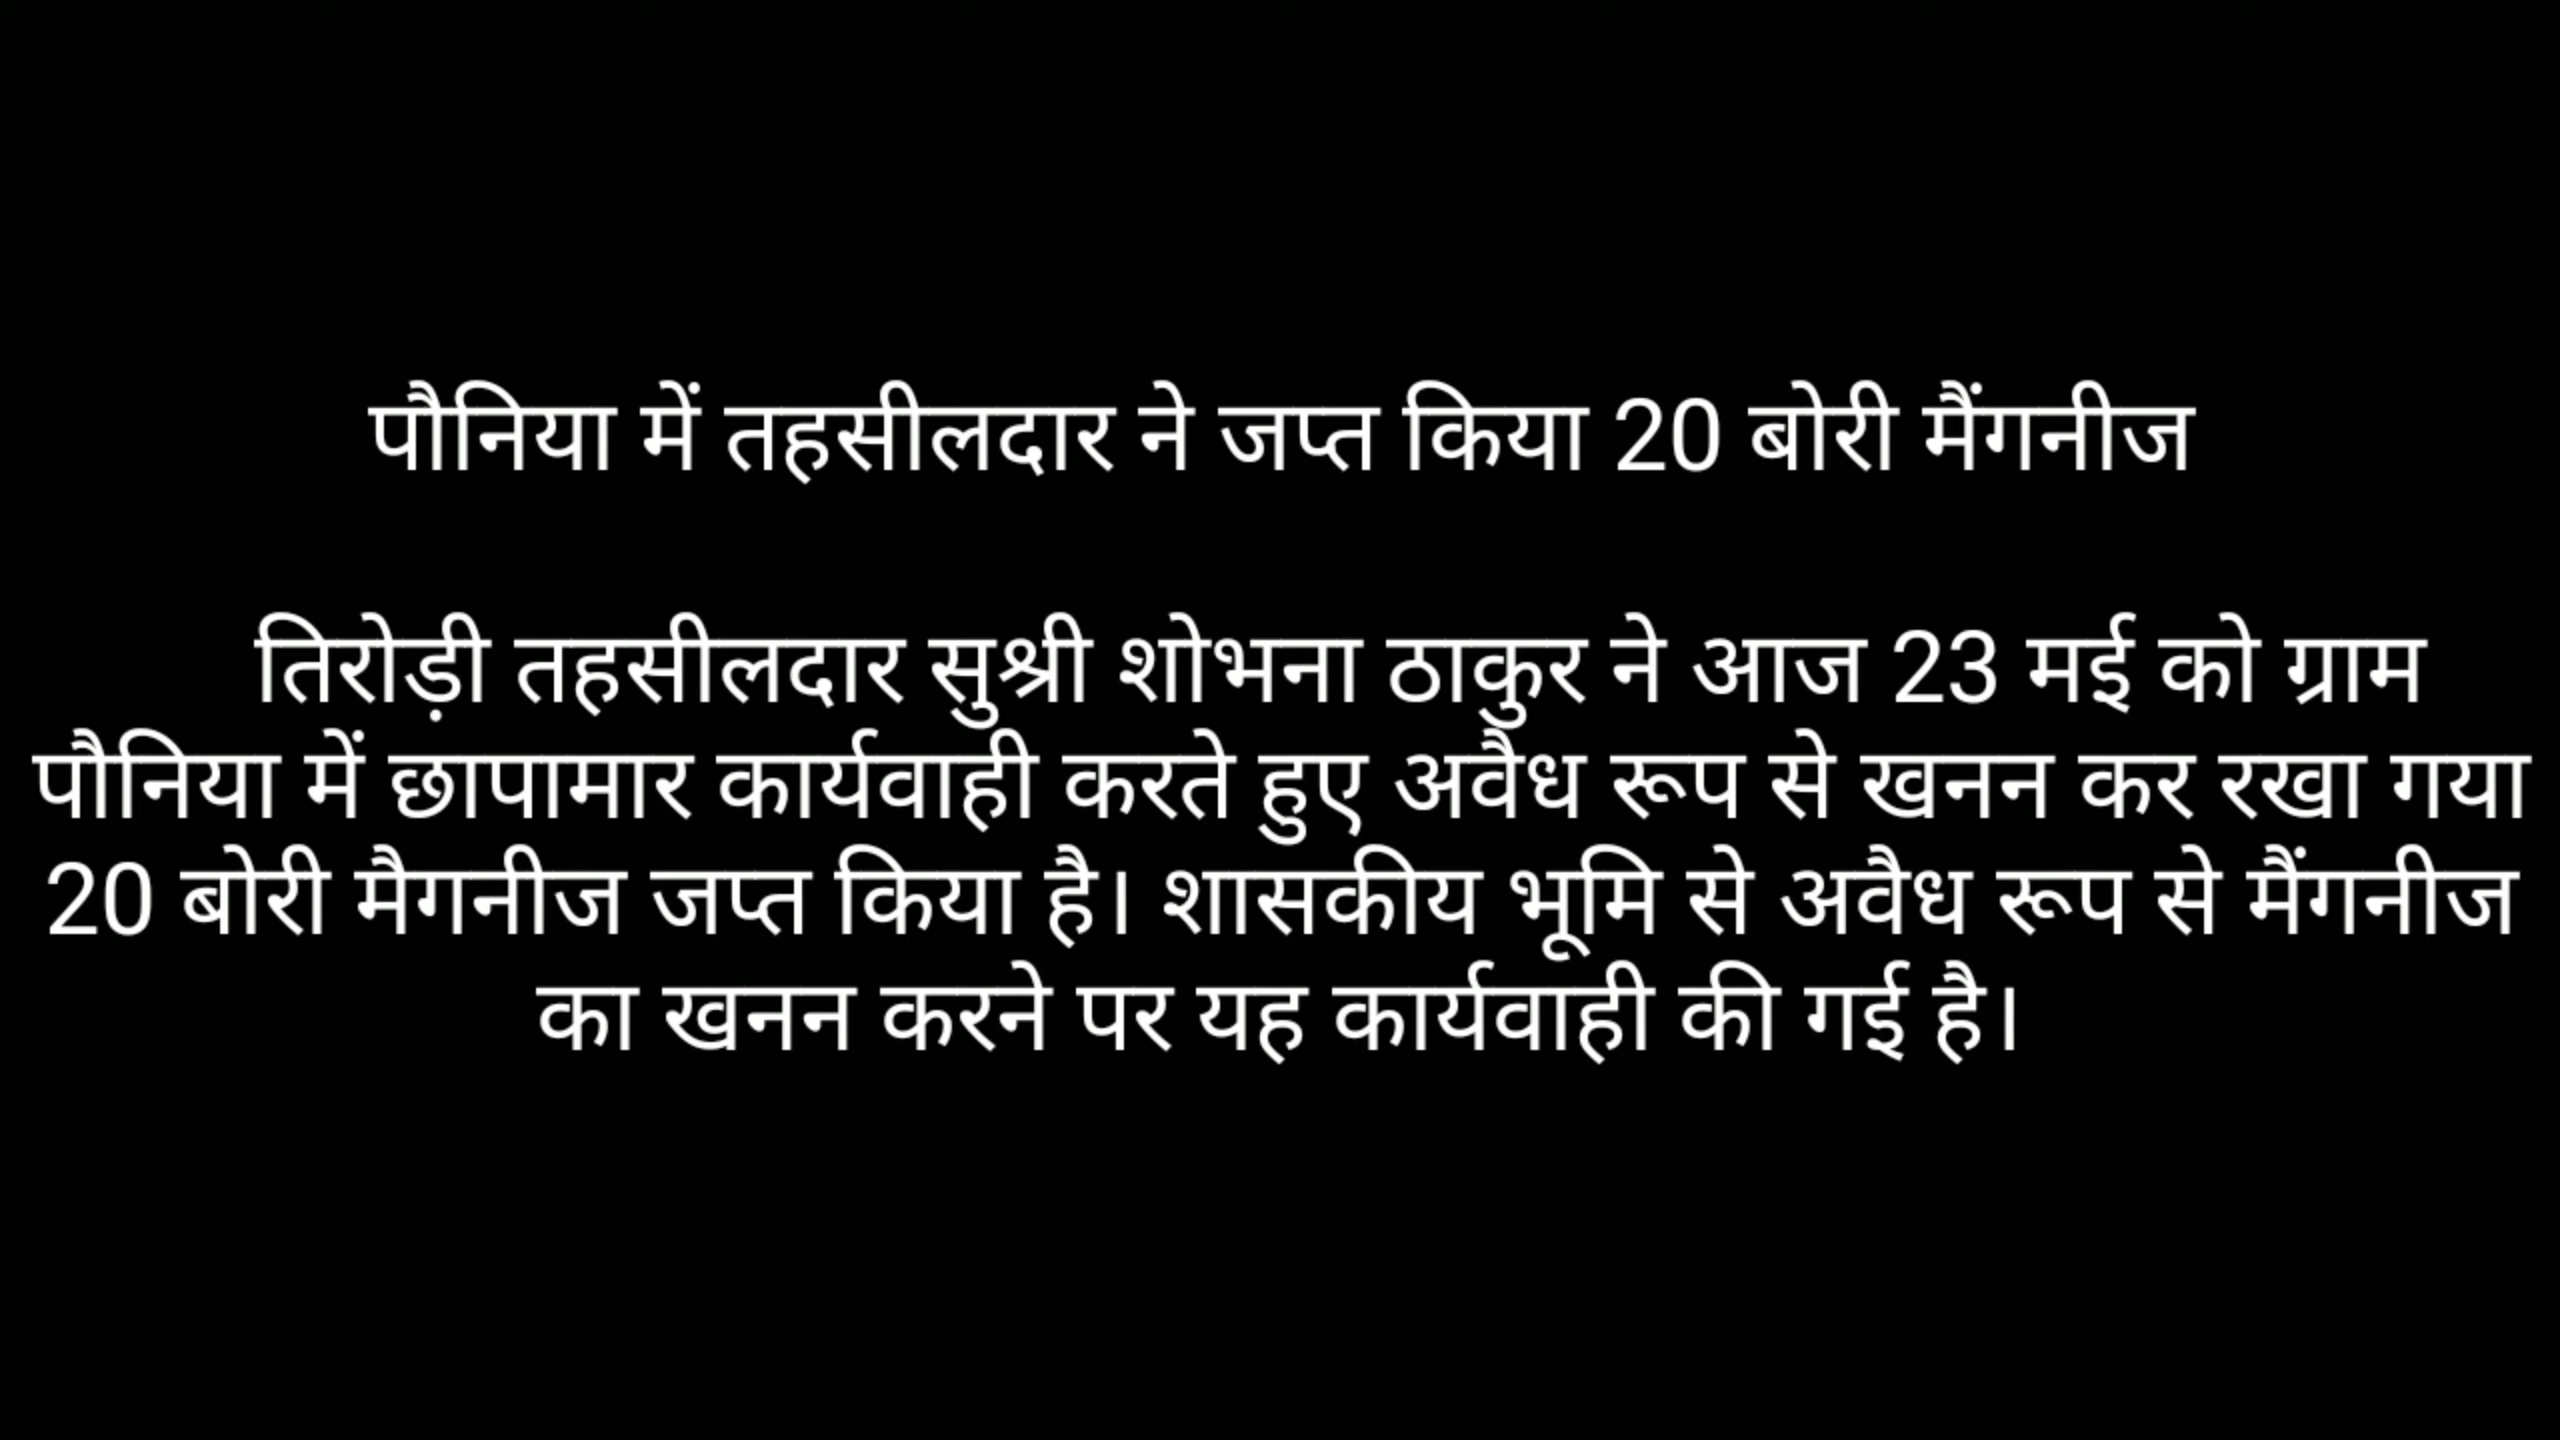 पौनिया में तहसीलदार ने जप्त किया 20 बोरी मैंगनीज
तिरोड़ी तहसीलदार सुश्री शोभना ठाकुर ने आज 23 मई को ग्राम
पौनिया में छापामार कार्यवाही करते हुए अवैध रूप से खनन कर रखा गया
20 बोरी मैगनीज जप्त किया है। शासकीय भूमि से अवैध रूप से मैंगनीज
का खनन करने पर यह कार्यवाही की गई है।